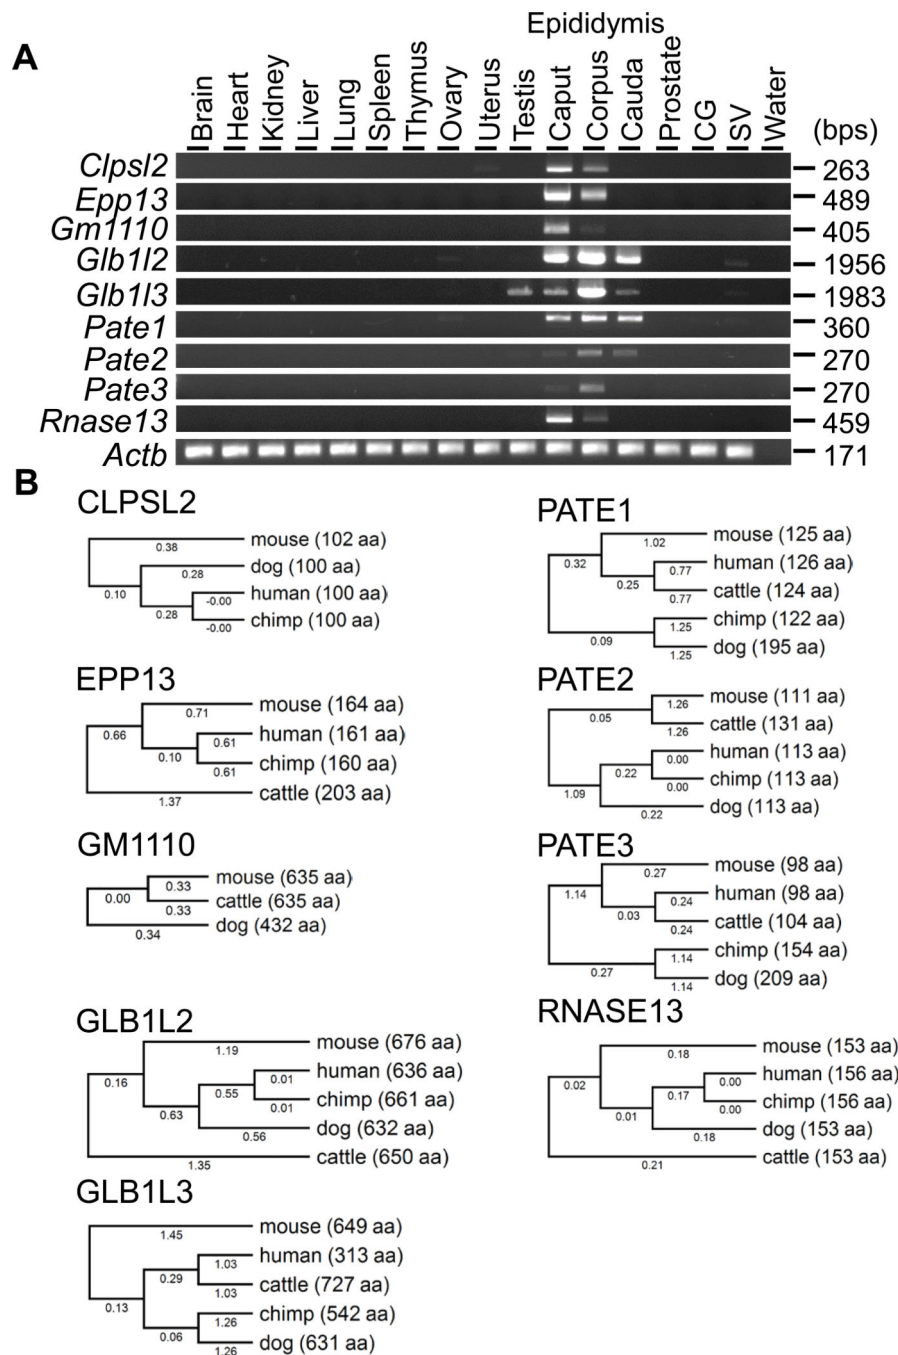 Epididymis
A
Brain Heart Kidney Liver Lung Spleen Thymus Ovary Uterus Testis Caput Corpus Cauda Prostate CG SV Water (bps)
Clpsl2 263
Epp13 489
Gm1110 405
Glb1l2 1956
Glb1l3 1983
Pate1 360
Pate2 270
Pate3 270
Rnase13 459
Actb 171
B
CLPSL2
mouse (102 aa)
0.38
dog (100 aa)
0.10 0.28
human (100 aa)
0.28 -0.00
chimp (100 aa)
-0.00
EPP13
mouse (164 aa)
0.66 0.71
human (161 aa)
0.10 0.61
chimp (160 aa)
0.61
cattle (203 aa)
1.37
GM1110
mouse (635 aa)
0.00 0.33
cattle (635 aa)
0.33
dog (432 aa)
0.34
GLB1L2
mouse (676 aa)
0.16 1.19
human (636 aa)
0.55 0.01
chimp (661 aa)
0.63 0.01
dog (632 aa)
0.56
cattle (650 aa)
1.35
GLB1L3
mouse (649 aa)
1.45
human (313 aa)
0.29 1.03
cattle (727 aa)
0.13 1.03
chimp (542 aa)
0.06 1.26
dog (631 aa)
1.26
PATE1
mouse (125 aa)
0.32 1.02
human (126 aa)
0.25 0.77
cattle (124 aa)
0.77
chimp (122 aa)
0.09 1.25
dog (195 aa)
1.25
PATE2
mouse (111 aa)
0.05 1.26
cattle (131 aa)
1.26
human (113 aa)
0.22 0.00
chimp (113 aa)
1.09 0.00
dog (113 aa)
0.22
PATE3
mouse (98 aa)
1.14 0.27
human (98 aa)
0.03 0.24
cattle (104 aa)
0.24
chimp (154 aa)
0.27 1.14
dog (209 aa)
1.14
RNASE13
mouse (153 aa)
0.02 0.18
human (156 aa)
0.17 0.00
chimp (156 aa)
0.01 0.00
dog (153 aa)
0.18
cattle (153 aa)
0.21